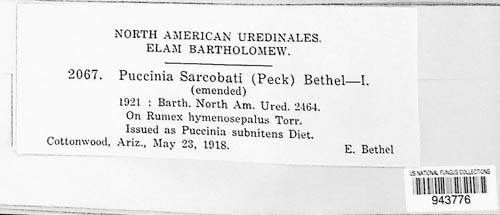 NORTH AMERICAN UREDINALES.
ELAM BARTHOLOMEW.
2067. Puccinia Sarcobati (Peck) Bethel—I.
(emended)
1921 : Barth. North Am. Ured. 2464.
On Rumex hymenosepalus Torr.
Issued as Puccinia subnitens Diet.
Cottonwood, Ariz., May 23, 1918. E. Bethel
US NATIONAL FUNGUS COLLECTIONS
943776